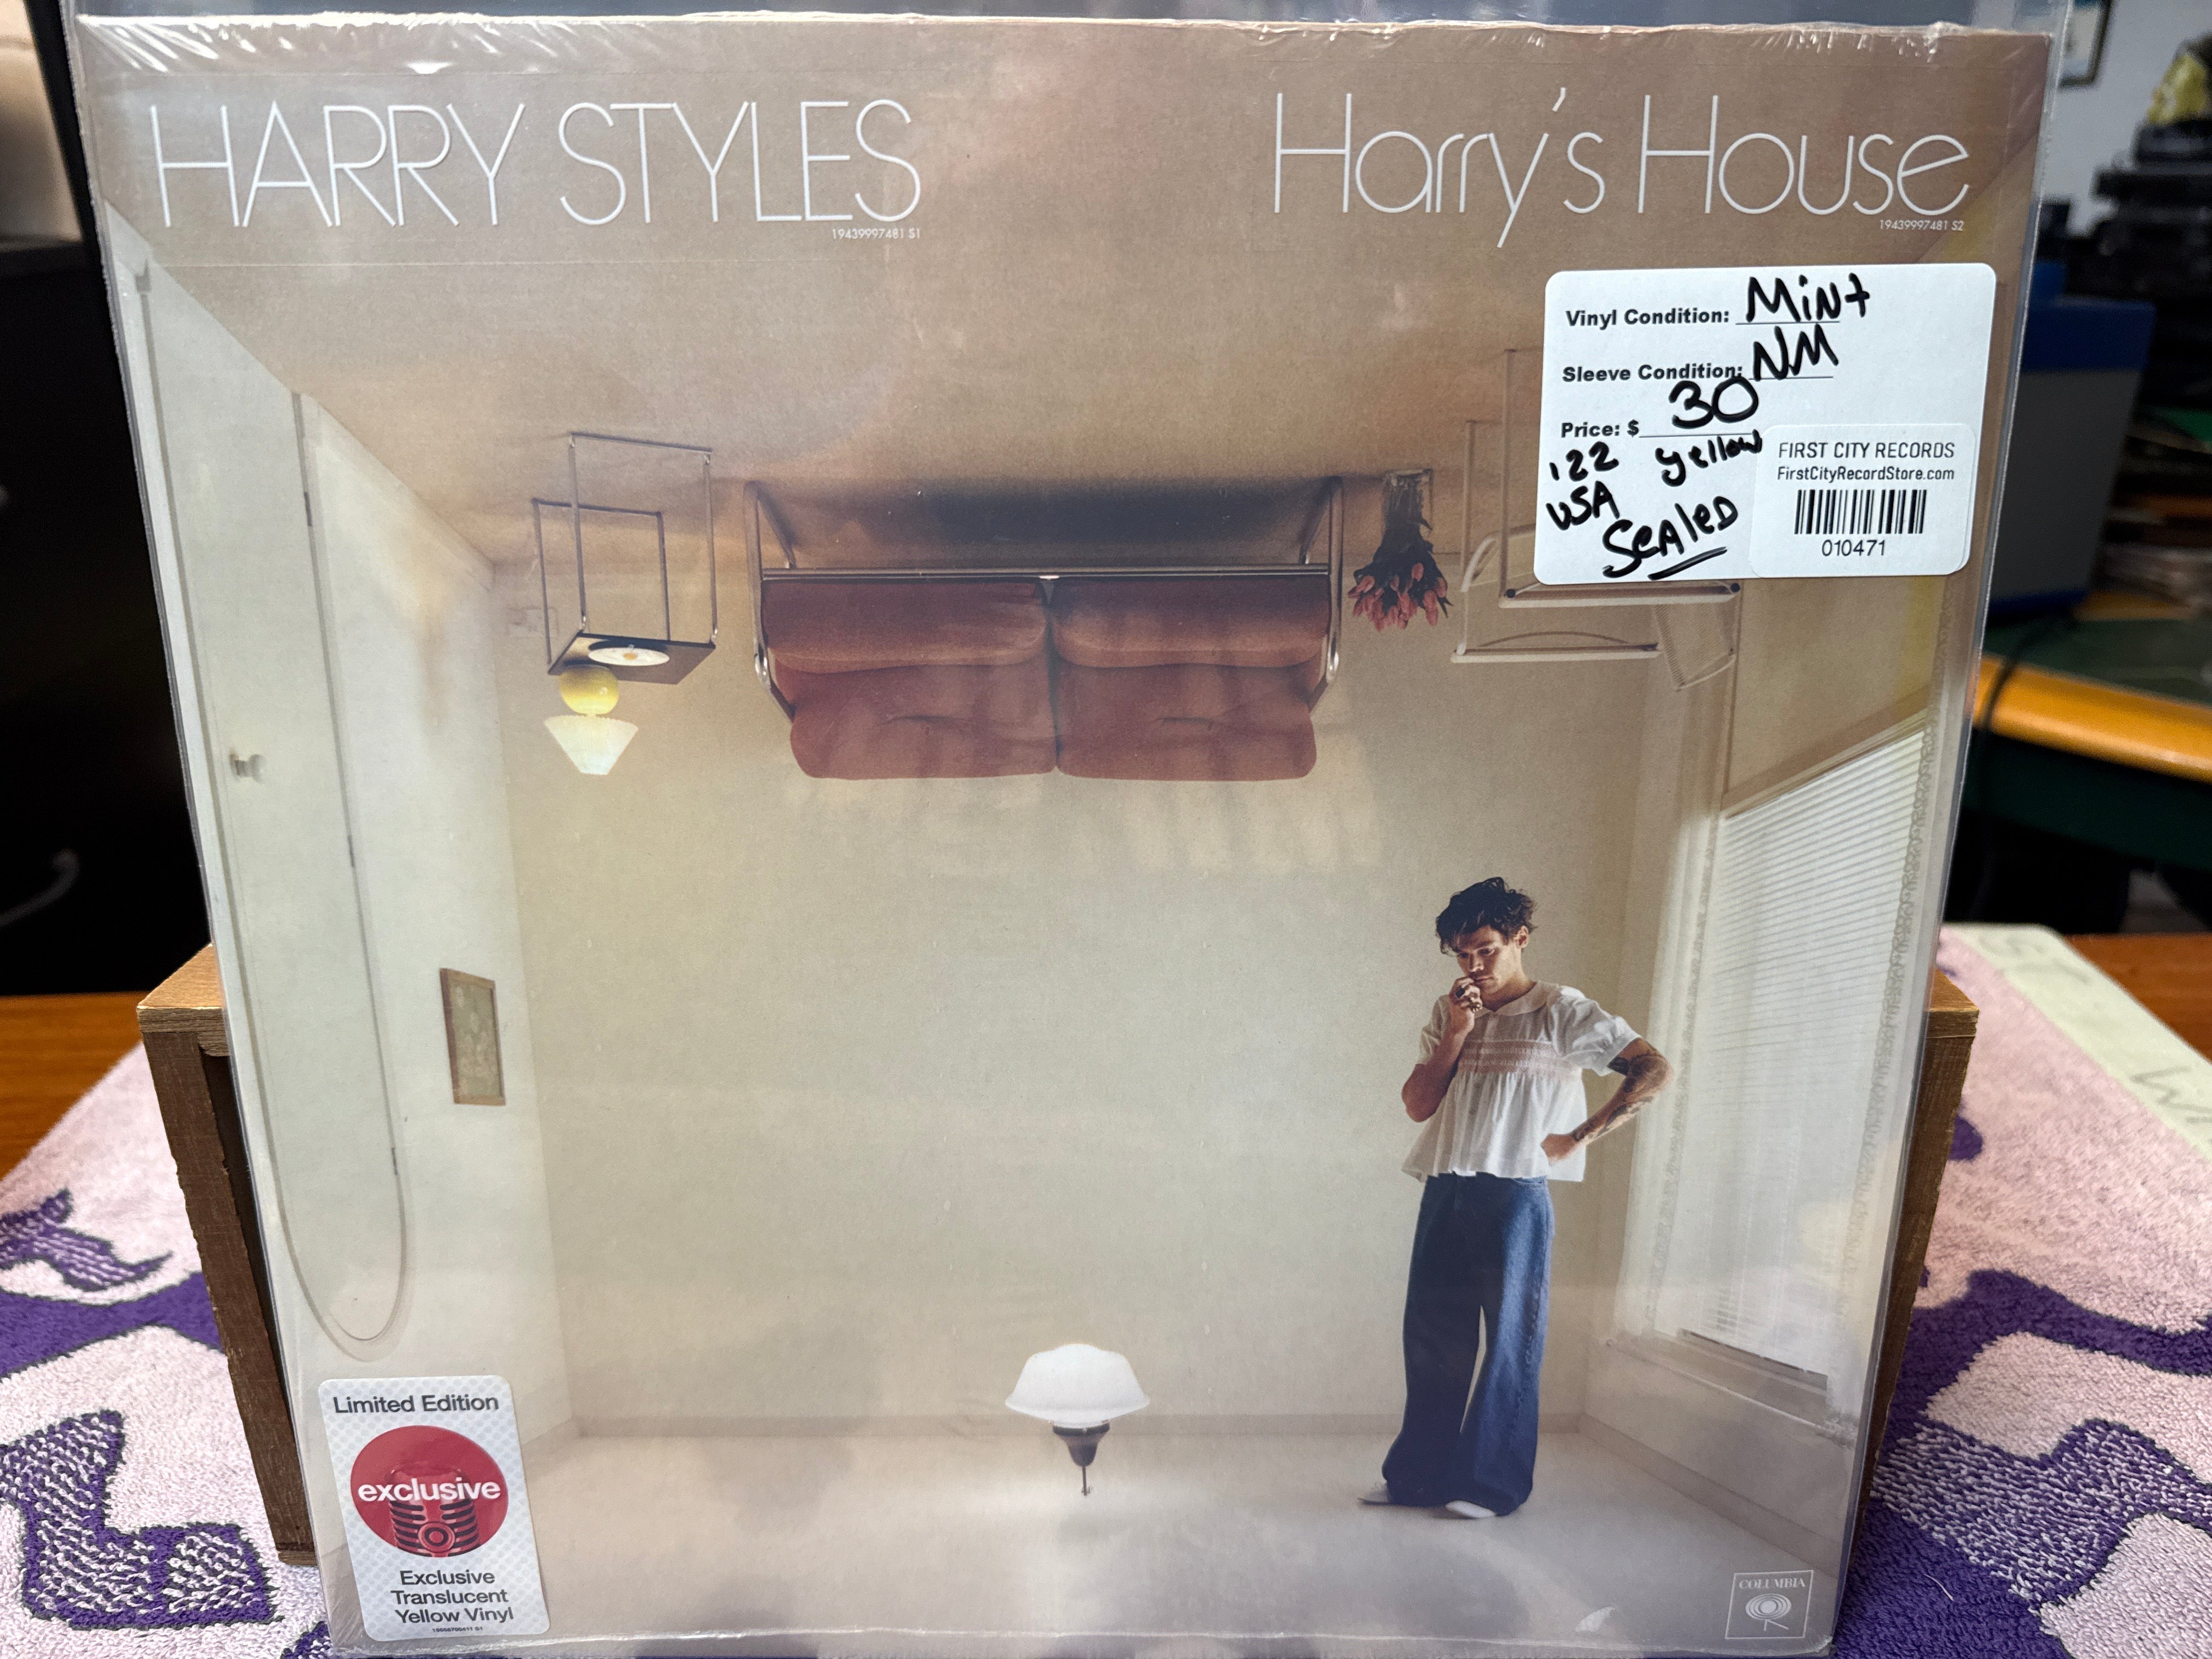 HARRY STYLES
19439997481 S1
Harry's House
19439997481 S2
Vinyl Condition: Mint
Sleeve Condition: NM
Price: $ 30
'22 yellow
USA
SeAleD
FIRST CITY RECORDS
FirstCityRecordStore.com
010471
Limited Edition
exclusive
Exclusive
Translucent
Yellow Vinyl
COLUMBIA